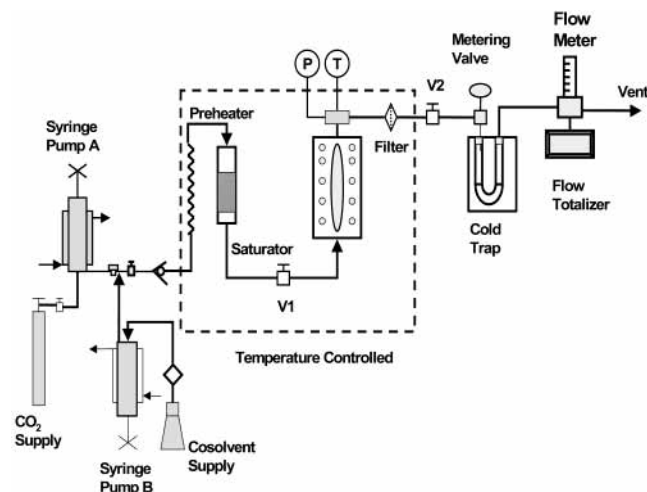 Flow
Meter
Metering
Valve
P
T
V2
Vent
Preheater
Syringe
Pump A
Filter
Flow
Totalizer
Cold
Trap
Saturator
V1
Temperature Controlled
CO₂
Supply
Cosolvent
Supply
Syringe
Pump B